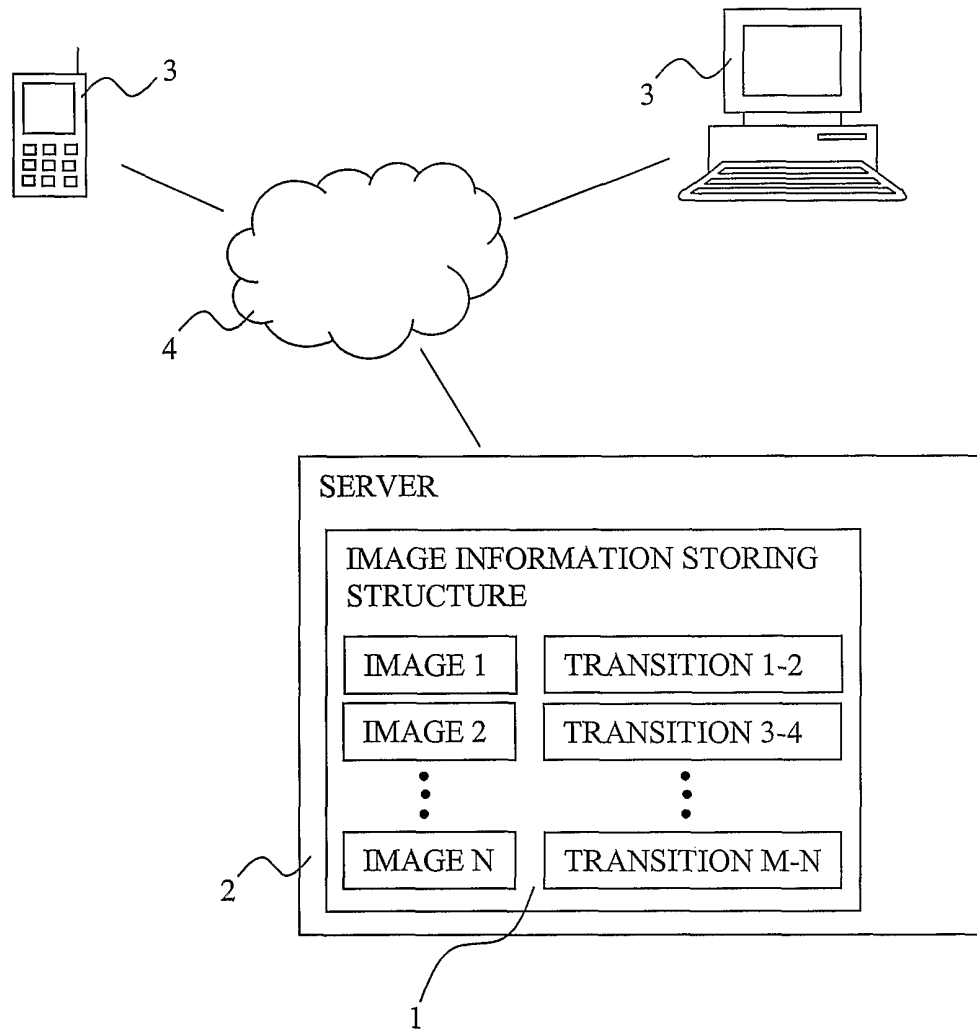 3
3
4
SERVER
IMAGE INFORMATION STORING
STRUCTURE
IMAGE 1
TRANSITION 1-2
IMAGE 2
TRANSITION 3-4
IMAGE N
TRANSITION M-N
2
1